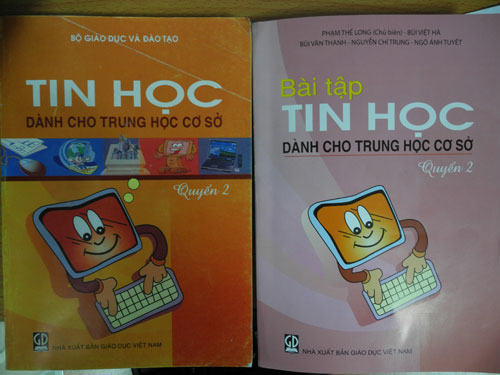 BỘ GIÁO DỤC VÀ ĐÀO TẠO
TIN HỌC
DÀNH CHO TRUNG HỌC CƠ SỞ
Quyển 2
GD
NHÀ XUẤT BẢN GIÁO DỤC VIỆT NAM
PHẠM THẾ LONG (Chủ biên) - BÙI VIỆT HÀ
BÙI VĂN THANH - NGUYỄN CHÍ TRUNG - NGÔ ÁNH TUYẾT
Bài tập
TIN HỌC
DÀNH CHO TRUNG HỌC CƠ SỞ
Quyển 2
GD
NHÀ XUẤT BẢN GIÁO DỤC VIỆT NAM